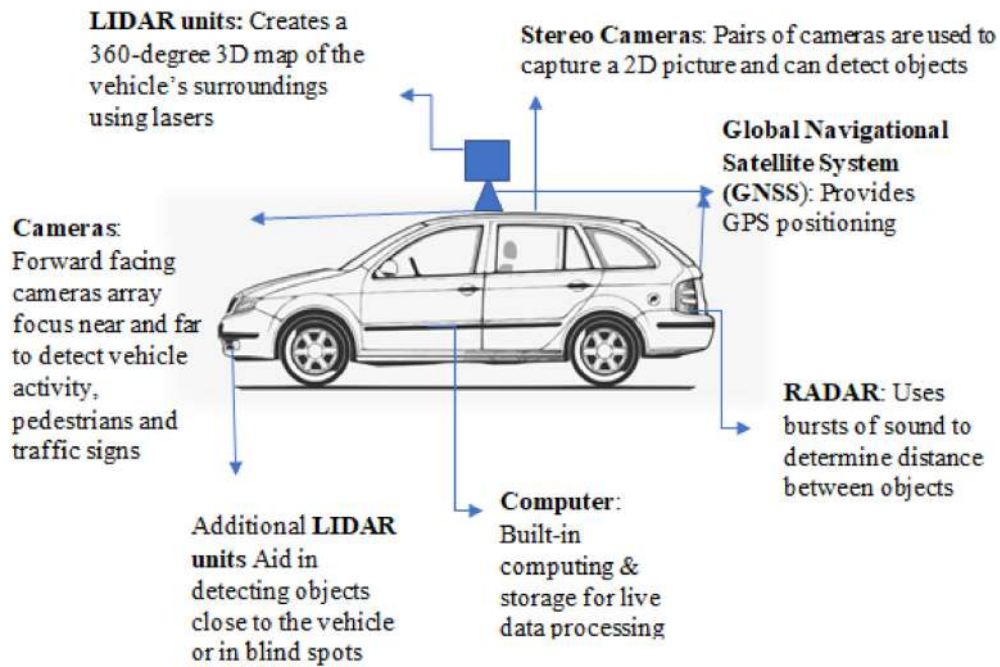 LIDAR units: Creates a
360-degree 3D map of the
vehicle's surroundings
using lasers
Stereo Cameras: Pairs of cameras are used to
capture a 2D picture and can detect objects
Global Navigational
Satellite System
(GNSS): Provides
GPS positioning
Cameras:
Forward facing
cameras array
focus near and far
to detect vehicle
activity,
pedestrians and
traffic signs
RADAR: Uses
bursts of sound to
determine distance
between objects
Additional LIDAR
units Aid in
detecting objects
close to the vehicle
or in blind spots
Computer:
Built-in
computing &
storage for live
data processing